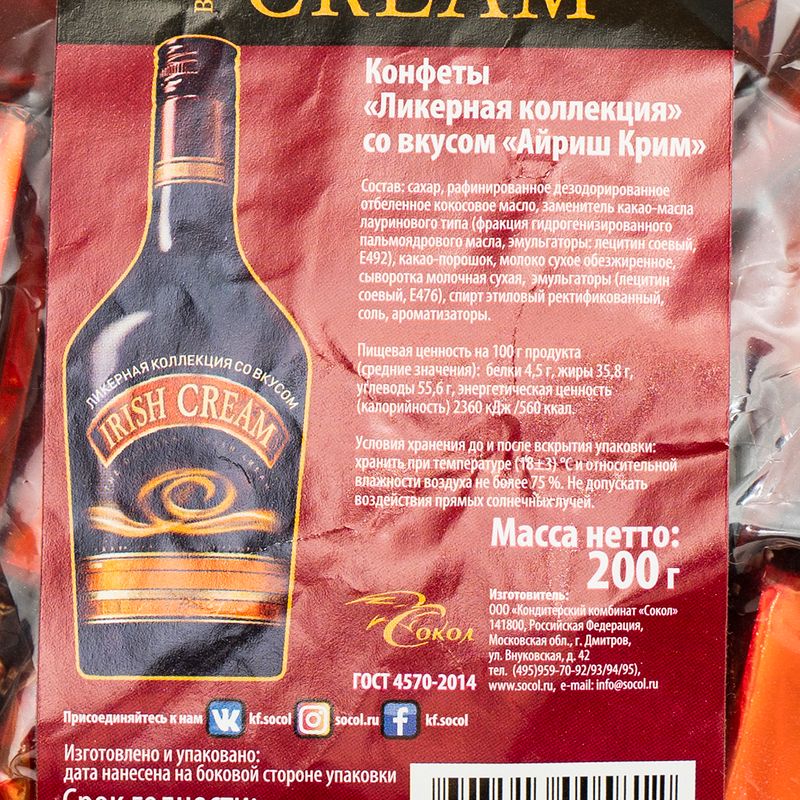 CREAM
Конфеты
«Ликерная коллекция»
со вкусом «Айриш Крим»
Состав: сахар, рафинированное дезодорированное
отбеленное кокосовое масло, заменитель какао-масла
лауринового типа (фракция гидрогенизированного
пальмоядрового масла, эмульгаторы: лецитин соевый,
Е492), какао-порошок, молоко сухое обезжиренное,
сыворотка молочная сухая, эмульгаторы (лецитин
соевый, Е476), спирт этиловый ректификованный,
соль, ароматизаторы.
Пищевая ценность на 100 г продукта
(средние значения): белки 4,5 г, жиры 35,8 г,
углеводы 55,6 г, энергетическая ценность
(калорийность) 2360 кДж /560 ккал.
Условия хранения до и после вскрытия упаковки:
хранить при температуре (18±3) °С и относительной
влажности воздуха не более 75 %. Не допускать
воздействия прямых солнечных лучей.
ЛИКЕРНАЯ КОЛЛЕКЦИЯ СО ВКУСОМ
IRISH CREAM
Масса нетто:
200 г
Сокол
ГОСТ 4570-2014
Изготовитель:
ООО «Кондитерский комбинат «Сокол»
141800, Российская Федерация,
Московская обл., г. Дмитров,
ул. Внуковская, д. 42
тел. (495)959-70-92/93/94/95),
www.socol.ru, e-mail: info@socol.ru
Присоединяйтесь к нам kf.socol socol.ru f kf.socol
Изготовлено и упаковано:
дата нанесена на боковой стороне упаковки
Срок годности: